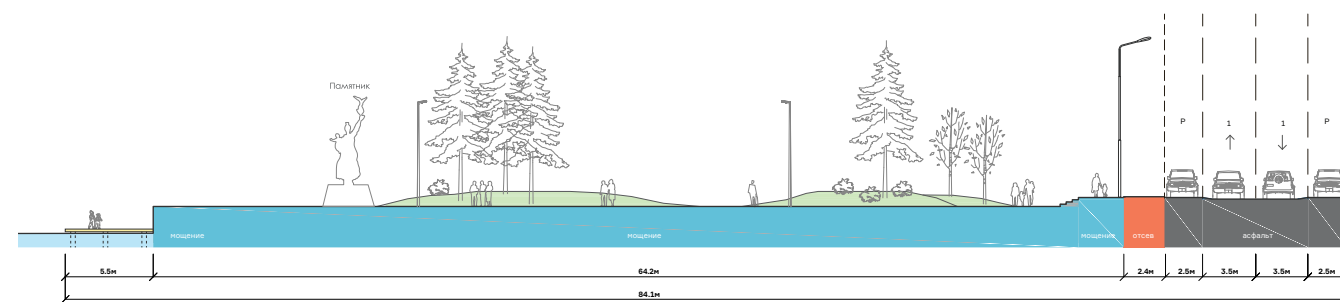 Памятник
P
1
1
P
мощение
мощение
мощение
отсев
асфальт
5.5м
64.2м
2.4м
2.5м
3.5м
3.5м
2.5м
84.1м